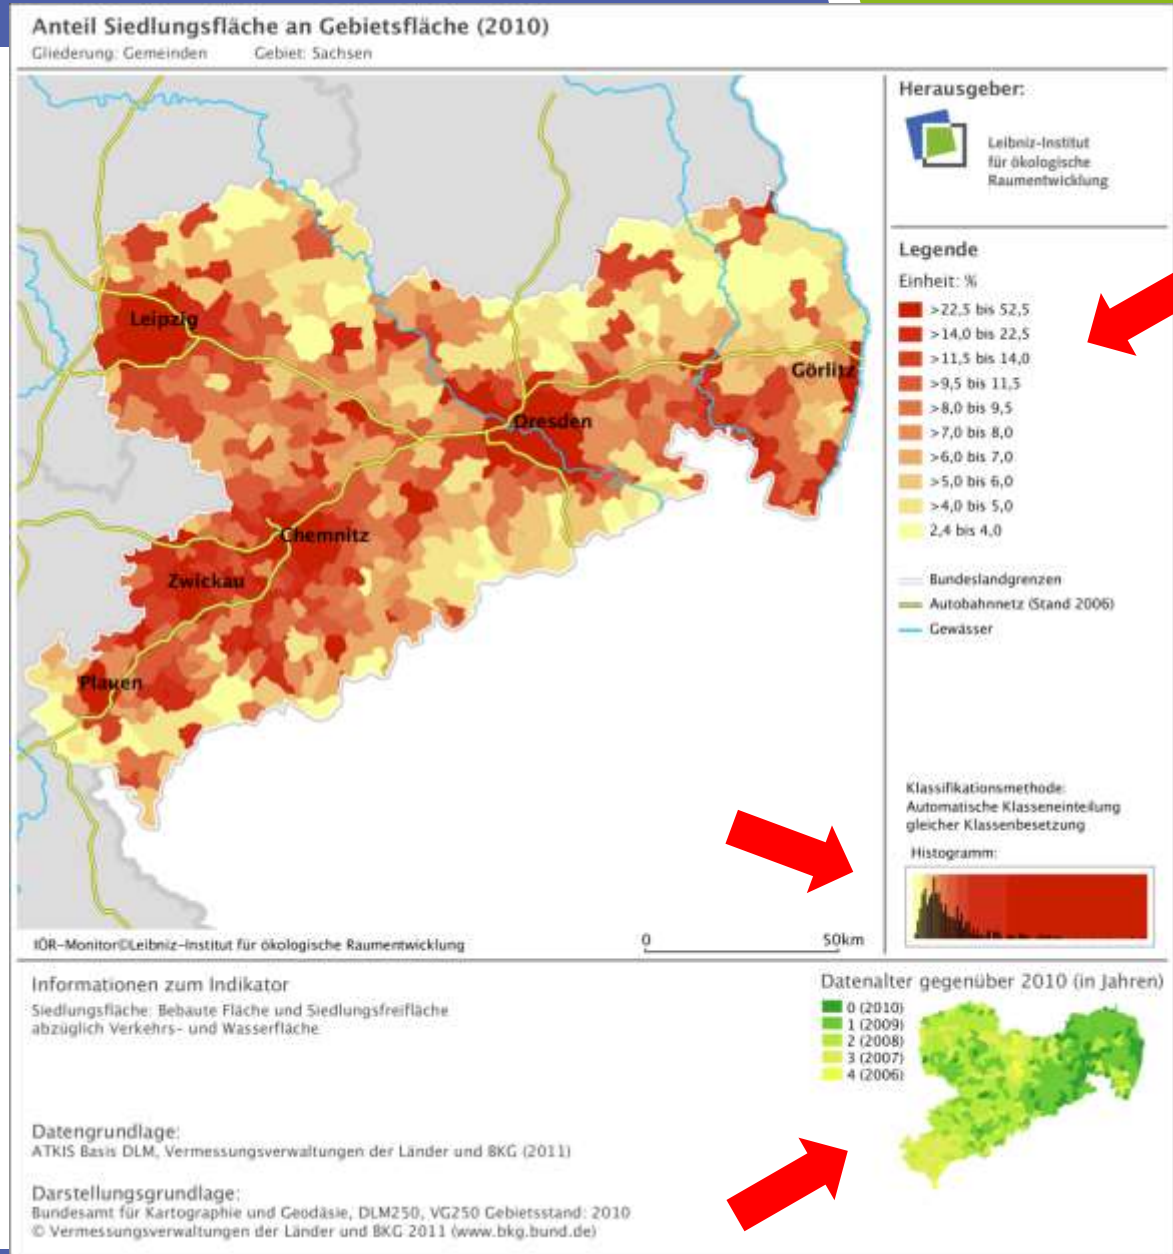 Anteil Siedlungsfläche an Gebietsfläche (2010)
Gliederung: Gemeinden Gebiet: Sachsen
Leipzig
Görlitz
Dresden
Chemnitz
Zwickau
Plauen
IÖR-Monitor©Leibniz-Institut für ökologische Raumentwicklung
0 50km
Herausgeber:
Leibniz-Institut
für ökologische
Raumentwicklung
Legende
Einheit: %
>22,5 bis 52,5
>14,0 bis 22,5
>11,5 bis 14,0
>9,5 bis 11,5
>8,0 bis 9,5
>7,0 bis 8,0
>6,0 bis 7,0
>5,0 bis 6,0
>4,0 bis 5,0
2,4 bis 4,0
Bundeslandgrenzen
Autobahnnetz (Stand 2006)
Gewässer
Klassifikationsmethode:
Automatische Klasseneinteilung
gleicher Klassenbesetzung
Histogramm:
Informationen zum Indikator
Siedlungsfläche: Bebaute Fläche und Siedlungsfreifläche
abzüglich Verkehrs- und Wasserfläche
Datengrundlage:
ATKIS Basis DLM, Vermessungsverwaltungen der Länder und BKG (2011)
Darstellungsgrundlage:
Bundesamt für Kartographie und Geodäsie, DLM250, VG250 Gebietsstand: 2010
© Vermessungsverwaltungen der Länder und BKG 2011 (www.bkg.bund.de)
Datenalter gegenüber 2010 (in Jahren)
0 (2010)
1 (2009)
2 (2008)
3 (2007)
4 (2006)